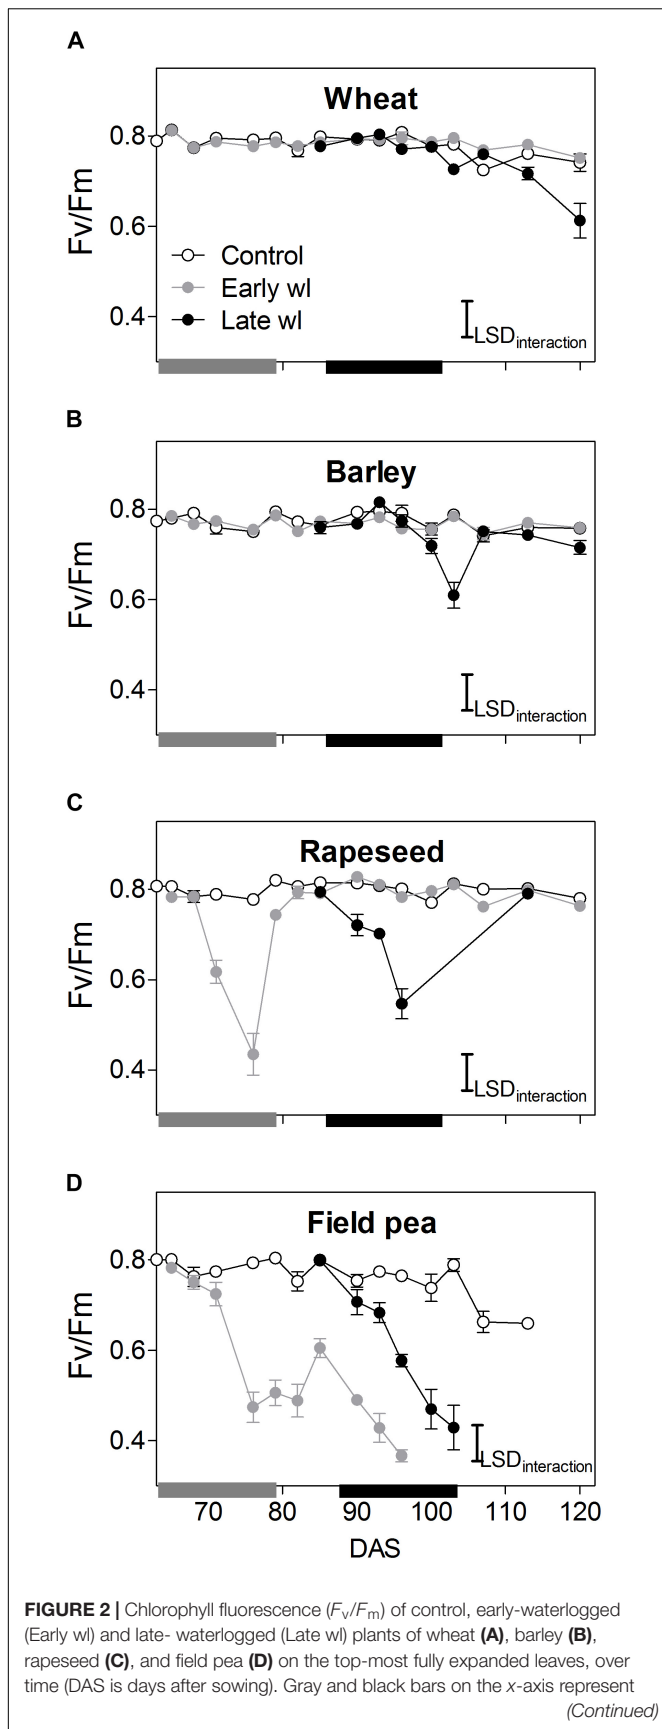 A
Wheat
0.8
0.6
0.4
Fv/Fm
Control
Early wl
Late wl
LSDinteraction
B
Barley
0.8
0.6
0.4
Fv/Fm
LSDinteraction
C
Rapeseed
0.8
0.6
0.4
Fv/Fm
LSDinteraction
D
Field pea
0.8
0.6
0.4
Fv/Fm
LSDinteraction
70 80 90 100 110 120
DAS
FIGURE 2 | Chlorophyll fluorescence (Fv/Fm) of control, early-waterlogged
(Early wl) and late- waterlogged (Late wl) plants of wheat (A), barley (B),
rapeseed (C), and field pea (D) on the top-most fully expanded leaves, over
time (DAS is days after sowing). Gray and black bars on the x-axis represent
(Continued)